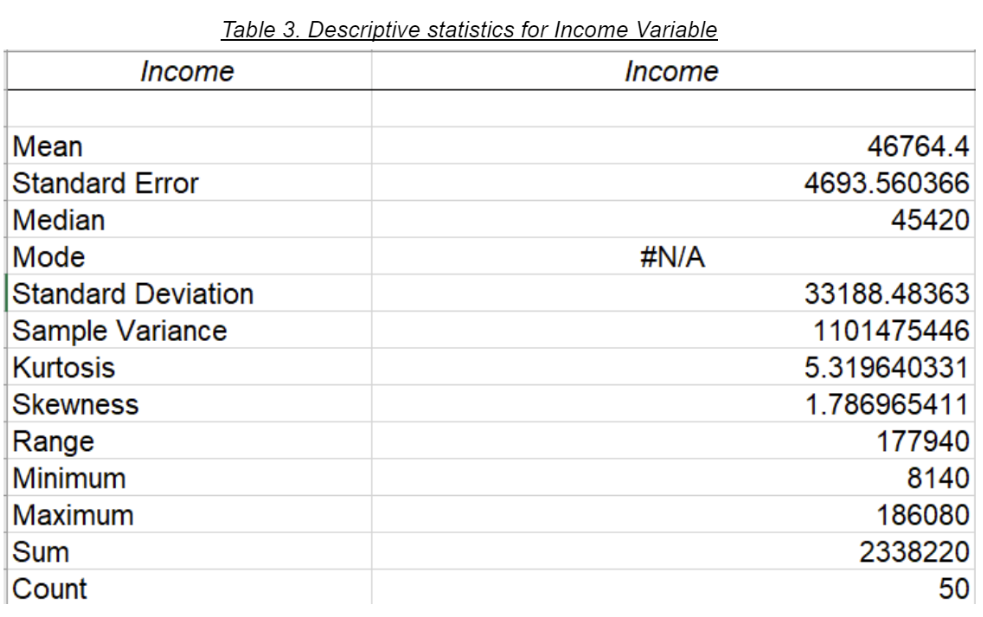 Table 3. Descriptive statistics for Income Variable
Income Income
Mean 46764.4
Standard Error 4693.560366
Median 45420
Mode #N/A
Standard Deviation 33188.48363
Sample Variance 1101475446
Kurtosis 5.319640331
Skewness 1.786965411
Range 177940
Minimum 8140
Maximum 186080
Sum 2338220
Count 50